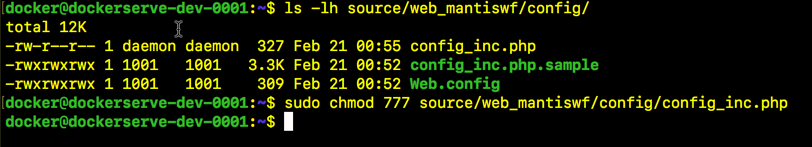 docker@dockerserve-dev-0001:~$ ls -lh source/web_mantiswf/config/
total 12K
-rw-r--r-- 1 daemon daemon  327 Feb 21 00:55 config_inc.php
-rwxrwxrwx 1 1001   1001   3.3K Feb 21 00:52 config_inc.php.sample
-rwxrwxrwx 1 1001   1001    309 Feb 21 00:52 Web.config
docker@dockerserve-dev-0001:~$ sudo chmod 777 source/web_mantiswf/config/config_inc.php
docker@dockerserve-dev-0001:~$